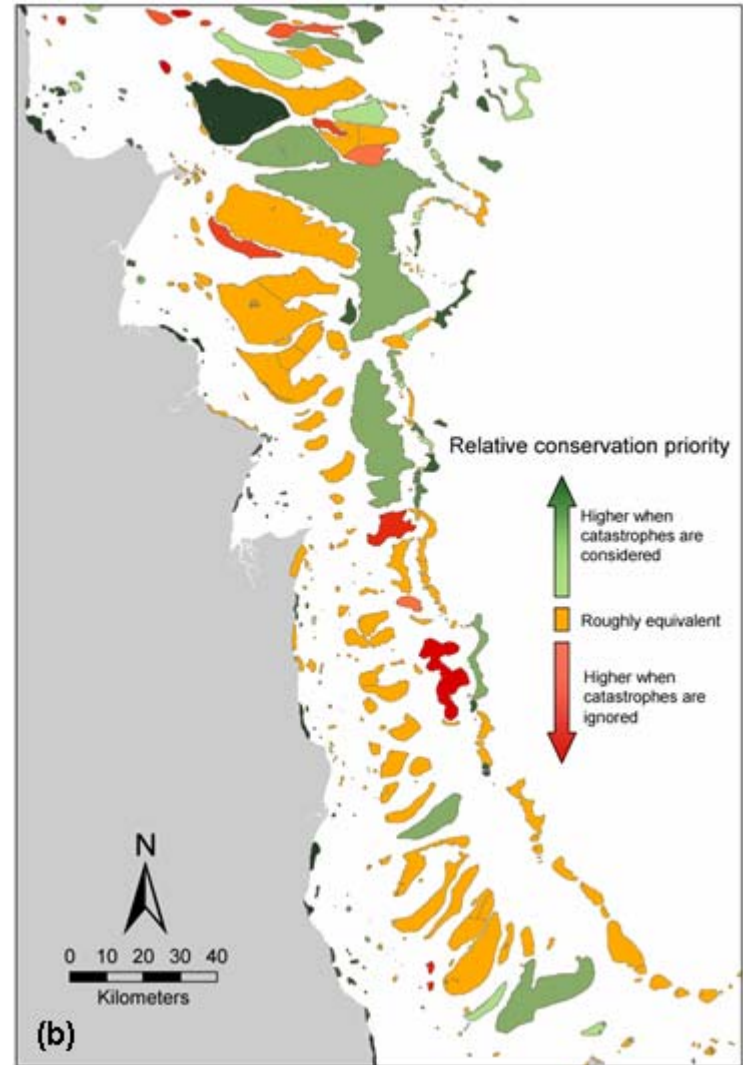 Relative conservation priority
Higher when
catastrophes are
considered
Roughly equivalent
Higher when
catastrophes are
ignored
N
0 10 20 30 40
Kilometers
(b)